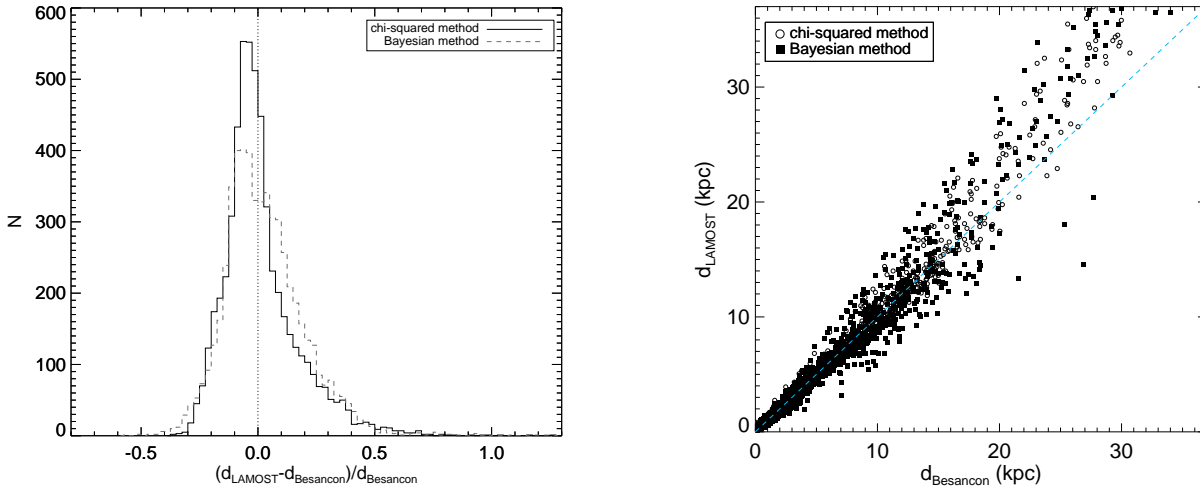 600
500
400
300
200
100
0
N
-0.5 0.0 0.5 1.0
(dLAMOST-dBesancon)/dBesancon
chi-squared method
Bayesian method
30
20
10
0
dLAMOST (kpc)
0 10 20 30
dBesancon (kpc)
chi-squared method
Bayesian method